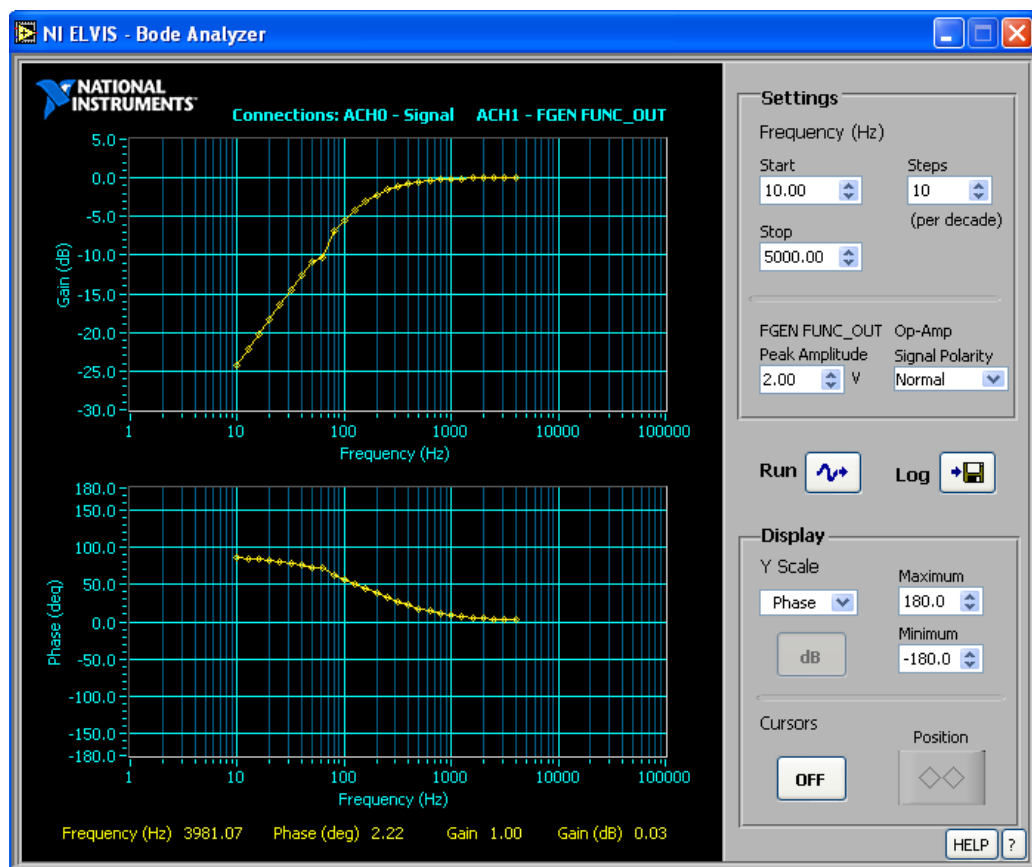 NI ELVIS - Bode Analyzer
NATIONAL
INSTRUMENTS™
Connections: ACH0 - Signal ACH1 - FGEN FUNC_OUT
5.0
0.0
-5.0
-10.0
-15.0
-20.0
-25.0
-30.0
Gain (dB)
1 10 100 1000 10000 100000
Frequency (Hz)
180.0
150.0
100.0
50.0
0.0
-50.0
-100.0
-150.0
-180.0
Phase (deg)
1 10 100 1000 10000 100000
Frequency (Hz)
Frequency (Hz) 3981.07 Phase (deg) 2.22 Gain 1.00 Gain (dB) 0.03
Settings
Frequency (Hz)
Start Steps
10.00 10
(per decade)
Stop
5000.00
FGEN FUNC_OUT Op-Amp
Peak Amplitude Signal Polarity
2.00 V Normal
Run Log
Display
Y Scale Maximum
Phase 180.0
Minimum
dB -180.0
Cursors Position
OFF
HELP ?